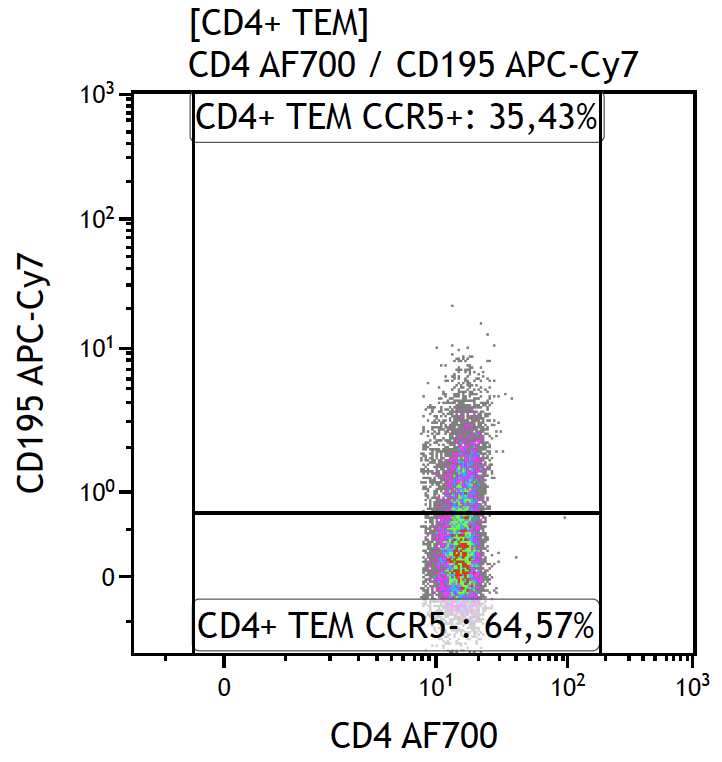 [CD4+ TEM]
CD4 AF700 / CD195 APC-Cy7
CD4+ TEM CCR5+: 35,43%
10³
10²
10¹
10⁰
0
CD195 APC-Cy7
CD4+ TEM CCR5-: 64,57%
0 10¹ 10² 10³
CD4 AF700